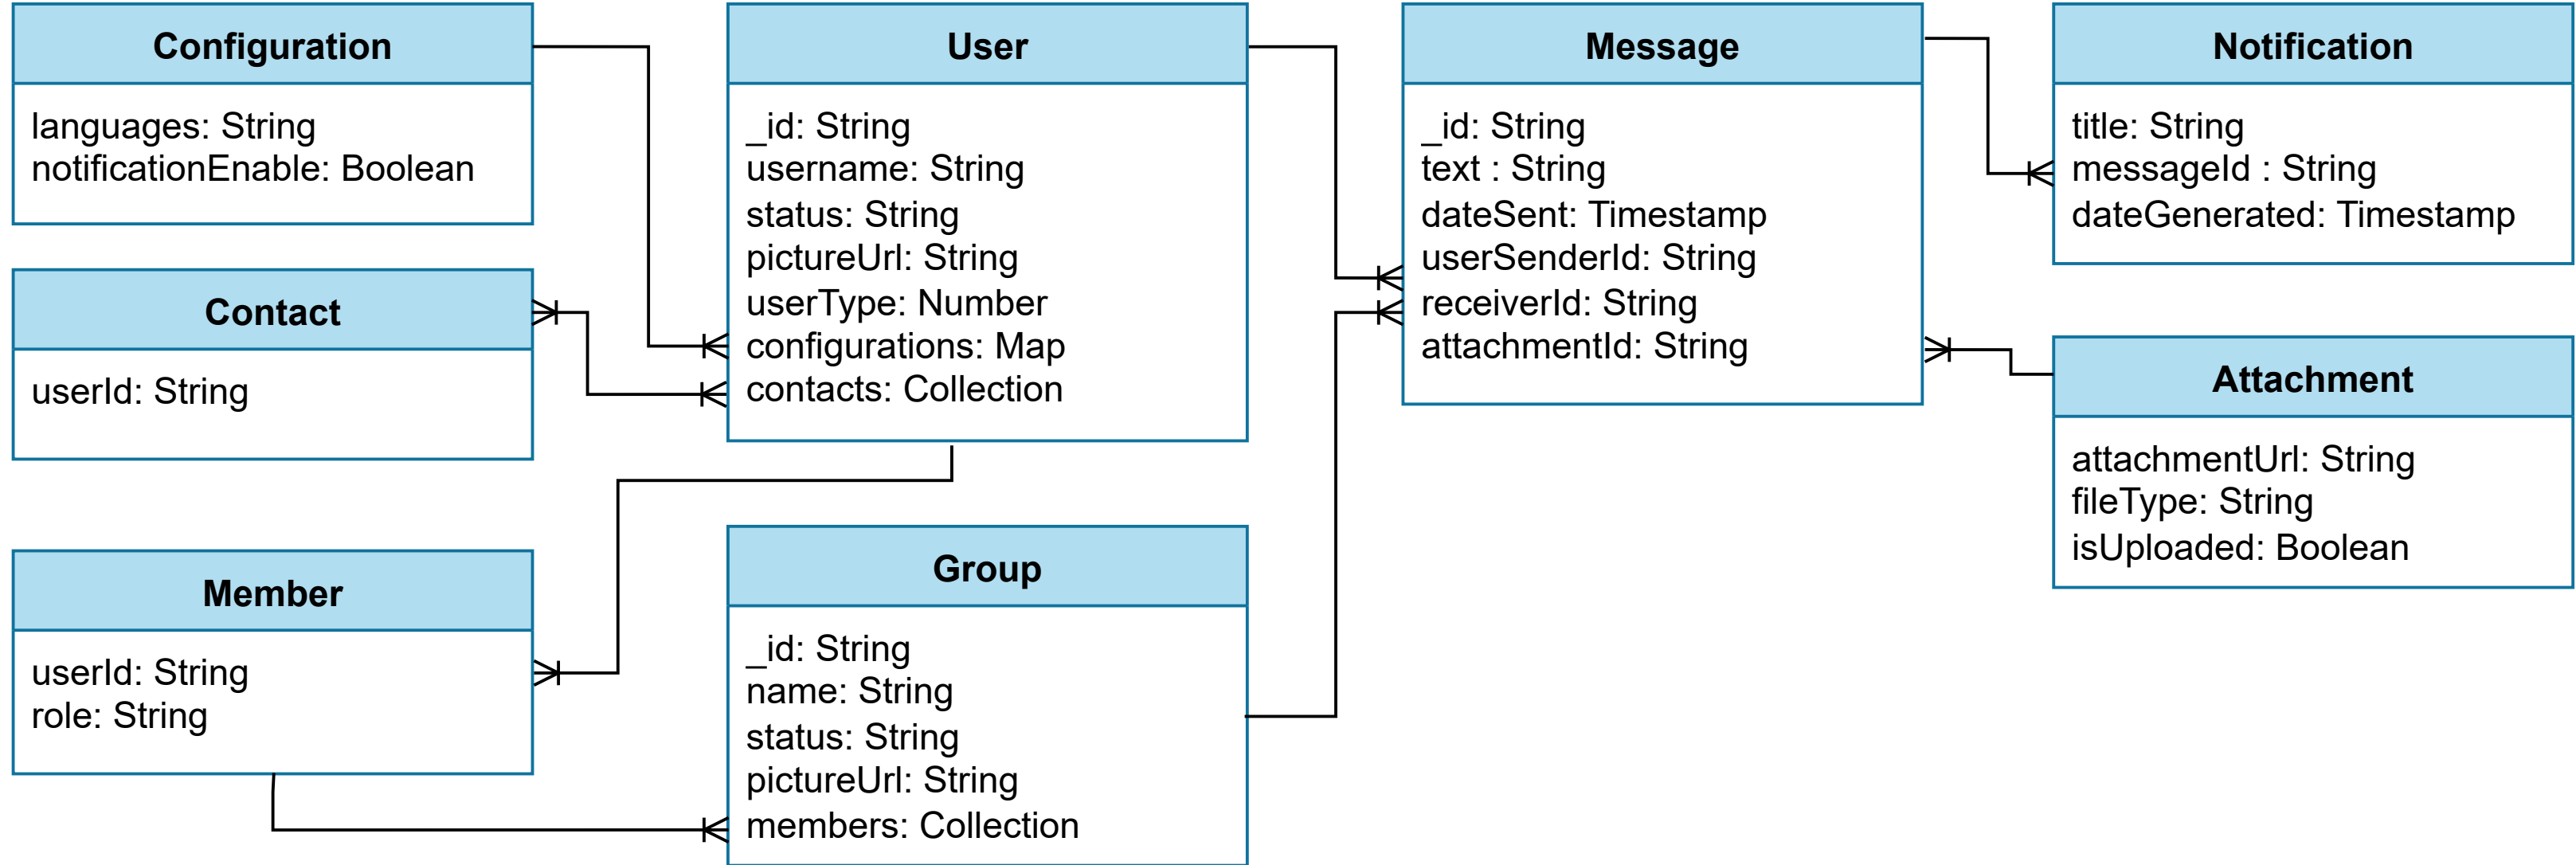 Configuration
languages: String
notificationEnable: Boolean
Contact
userId: String
Member
userId: String
role: String
User
_id: String
username: String
status: String
pictureUrl: String
userType: Number
configurations: Map
contacts: Collection
Group
_id: String
name: String
status: String
pictureUrl: String
members: Collection
Message
_id: String
text : String
dateSent: Timestamp
userSenderId: String
receiverId: String
attachmentId: String
Notification
title: String
messageId : String
dateGenerated: Timestamp
Attachment
attachmentUrl: String
fileType: String
isUploaded: Boolean